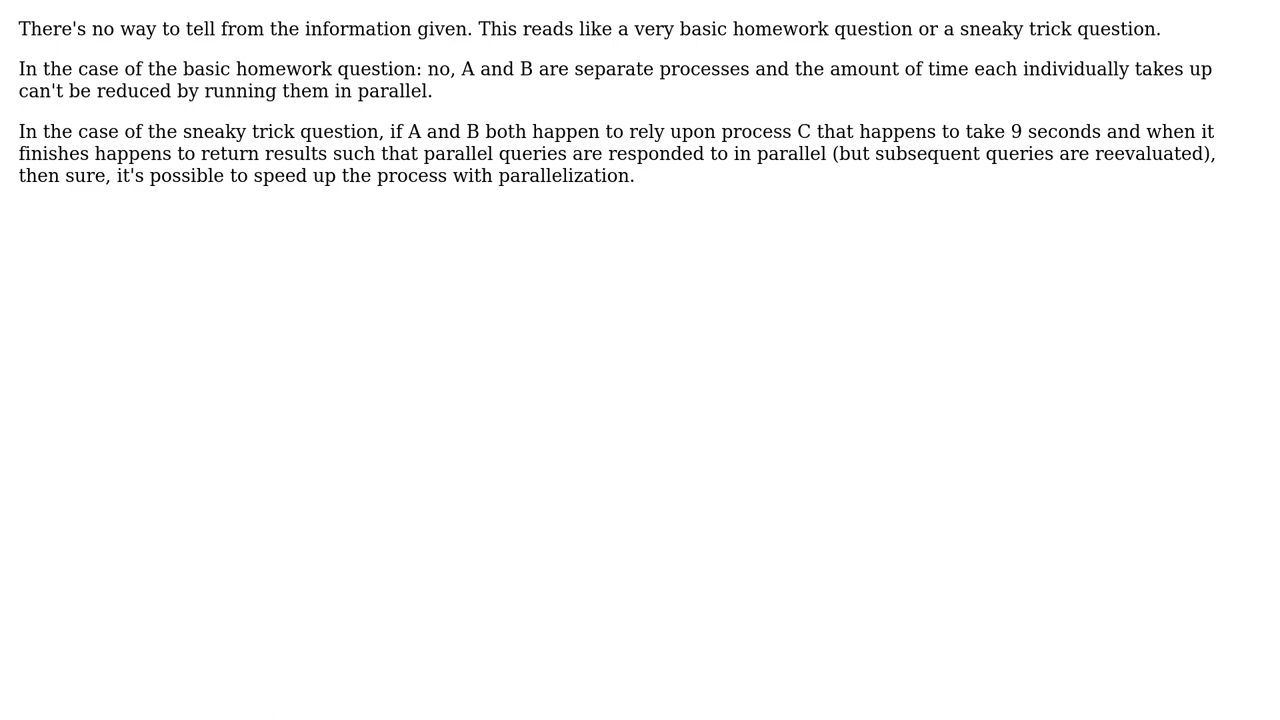 There's no way to tell from the information given. This reads like a very basic homework question or a sneaky trick question.
In the case of the basic homework question: no, A and B are separate processes and the amount of time each individually takes up
can't be reduced by running them in parallel.
In the case of the sneaky trick question, if A and B both happen to rely upon process C that happens to take 9 seconds and when it
finishes happens to return results such that parallel queries are responded to in parallel (but subsequent queries are reevaluated),
then sure, it's possible to speed up the process with parallelization.